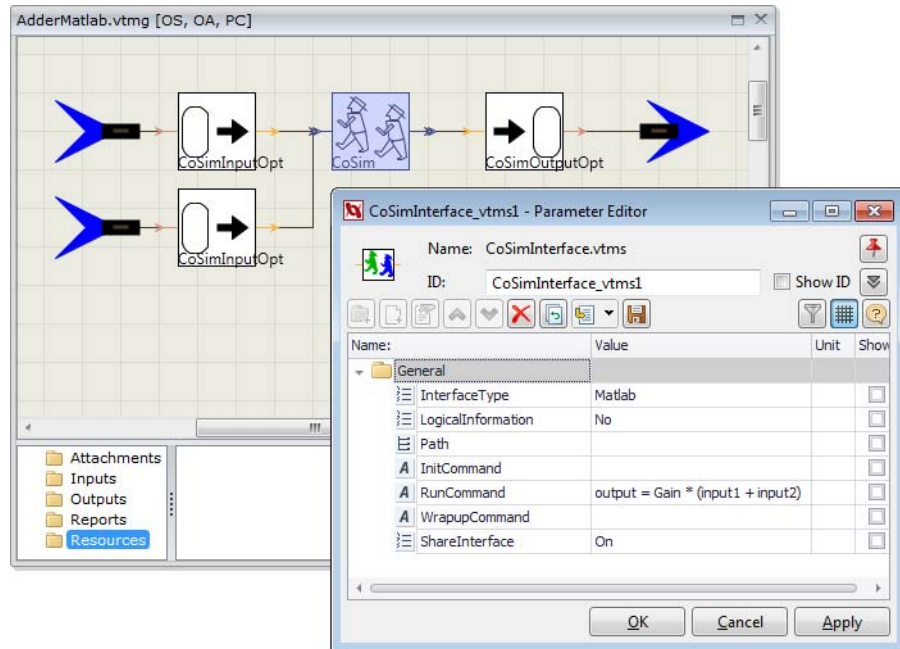 AdderMatlab.vtmg [OS, OA, PC]
CoSimInputOpt
CoSim
CoSimOutputOpt
CoSimInputOpt
Attachments
Inputs
Outputs
Reports
Resources
CoSimInterface_vtms1 - Parameter Editor
Name: CoSimInterface.vtms
ID: CoSimInterface_vtms1 Show ID
Name: Value Unit Show
General
InterfaceType Matlab
LogicalInformation No
Path
A InitCommand
A RunCommand output = Gain * (input1 + input2)
A WrapupCommand
ShareInterface On
OK Cancel Apply